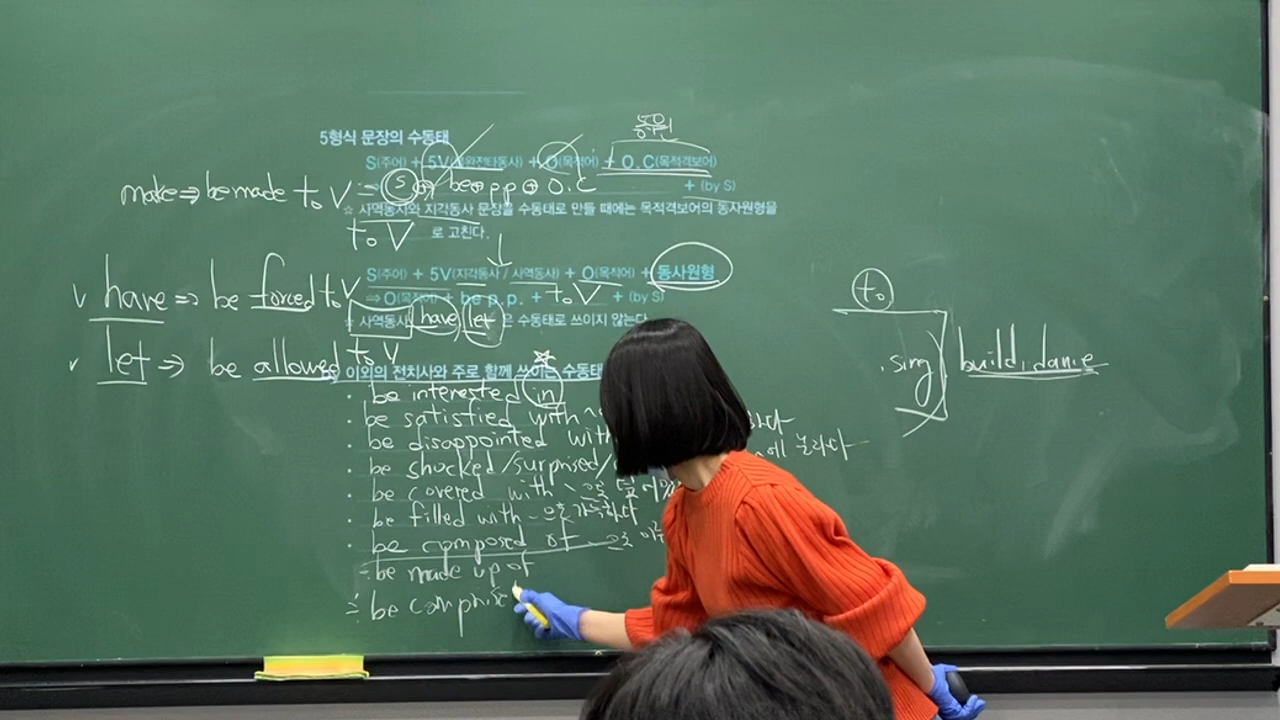 5형식 문장의 수동태
S(주어) + 5V(불완전타동사) + O(목적어) + O.C(목적격보어)
make ⇒ be made to V = S be p.p O.C + (by S)
☆ 사역동사와 지각동사 문장을 수동태로 만들 때에는 목적격보어의 동사원형을
to V 로 고친다.
S(주어) + 5V(지각동사 / 사역동사) + O(목적어) + 동사원형
to
∨ have ⇒ be forced to V
⇒ O(목적어) + be p.p. + to V + (by S)
☆ 사역동사 have let 은 수동태로 쓰이지 않는다
let ⇒ be allowed to V
sing build, dance
이외의 전치사와 주로 함께 쓰이는 수동태
· be interested in
· be satisfied with
· be disappointed with
· be shocked / surprised / 에 놀라다
· be covered with ~으로
· be filled with ~으로 가득하다
· be composed of
= be made up of
= be comprise